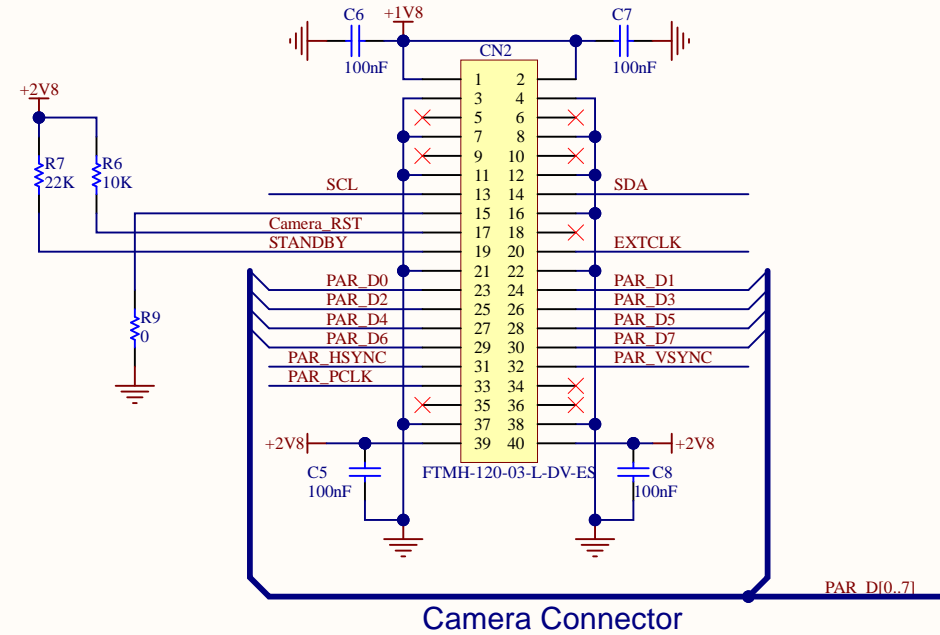 C6 +1V8 C7
CN2
100nF 100nF
1 2
+2V8 3 4
5 6
7 8
9 10
R7 R6
22K 10K
11 12
SCL 13 14 SDA
15 16
Camera_RST 17 18
STANDBY 19 20 EXTCLK
21 22
PAR_D0 23 24 PAR_D1
PAR_D2 25 26 PAR_D3
R9
0
PAR_D4 27 28 PAR_D5
PAR_D6 29 30 PAR_D7
PAR_HSYNC 31 32 PAR_VSYNC
PAR_PCLK 33 34
35 36
37 38
+2V8 39 40 +2V8
C5 FTMH-120-03-L-DV-ES C8
100nF 100nF
PAR_D[0..7]
Camera Connector